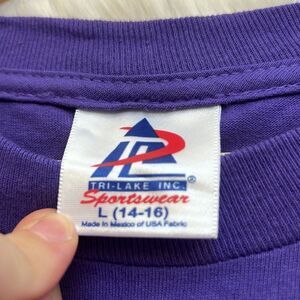 TRI-LAKE INC.
Sportswear®
L (14-16)
Made in Mexico of USA Fabric